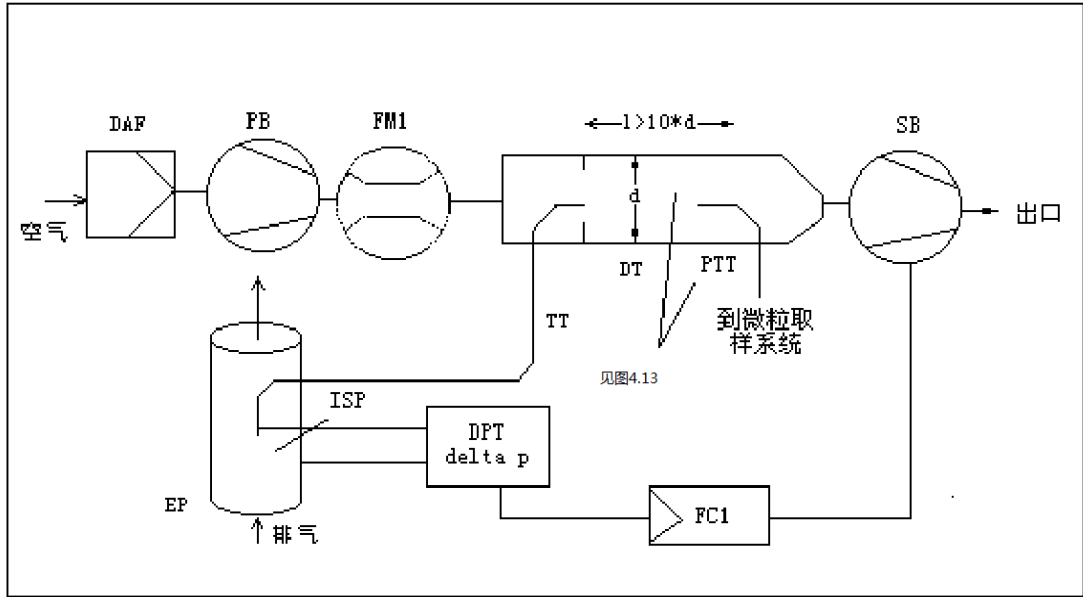 DAF
PB
FM1
l>10*d
SB
空气
d
出口
DT
PTT
TT
到微粒取
样系统
见图4.13
ISP
DPT
delta p
EP
FC1
排气